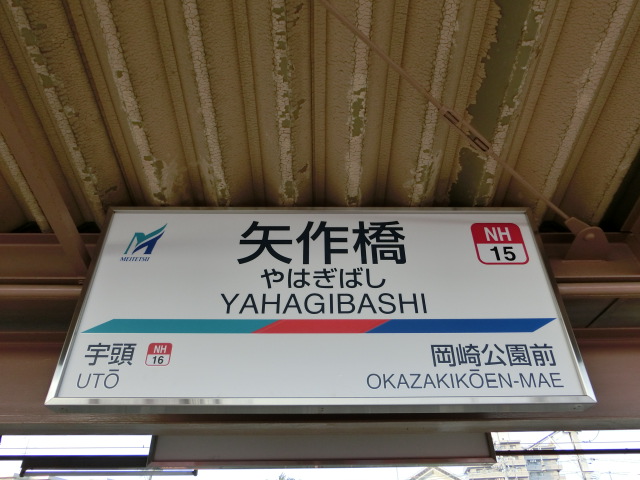 MEITETSU
矢作橋
NH
15
やはぎばし
YAHAGIBASHI
宇頭
NH
16
UTŌ
岡崎公園前
OKAZAKIKŌEN-MAE